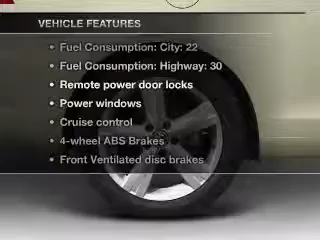 VEHICLE FEATURES
• Fuel Consumption: City: 22
• Fuel Consumption: Highway: 30
• Remote power door locks
• Power windows
• Cruise control
• 4-wheel ABS Brakes
• Front Ventilated disc brakes